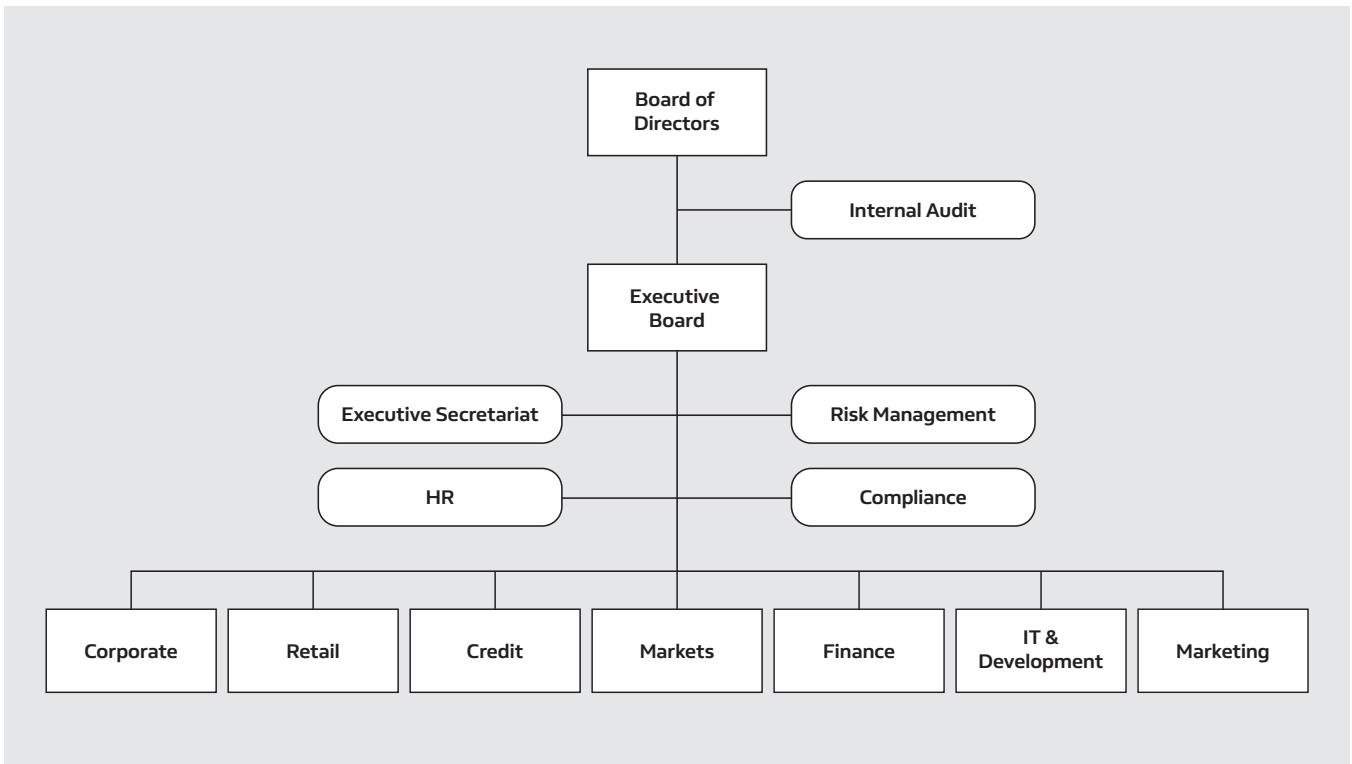 Board of
Directors
Internal Audit
Executive
Board
Executive Secretariat
Risk Management
HR
Compliance
Corporate
Retail
Credit
Markets
Finance
IT &
Development
Marketing